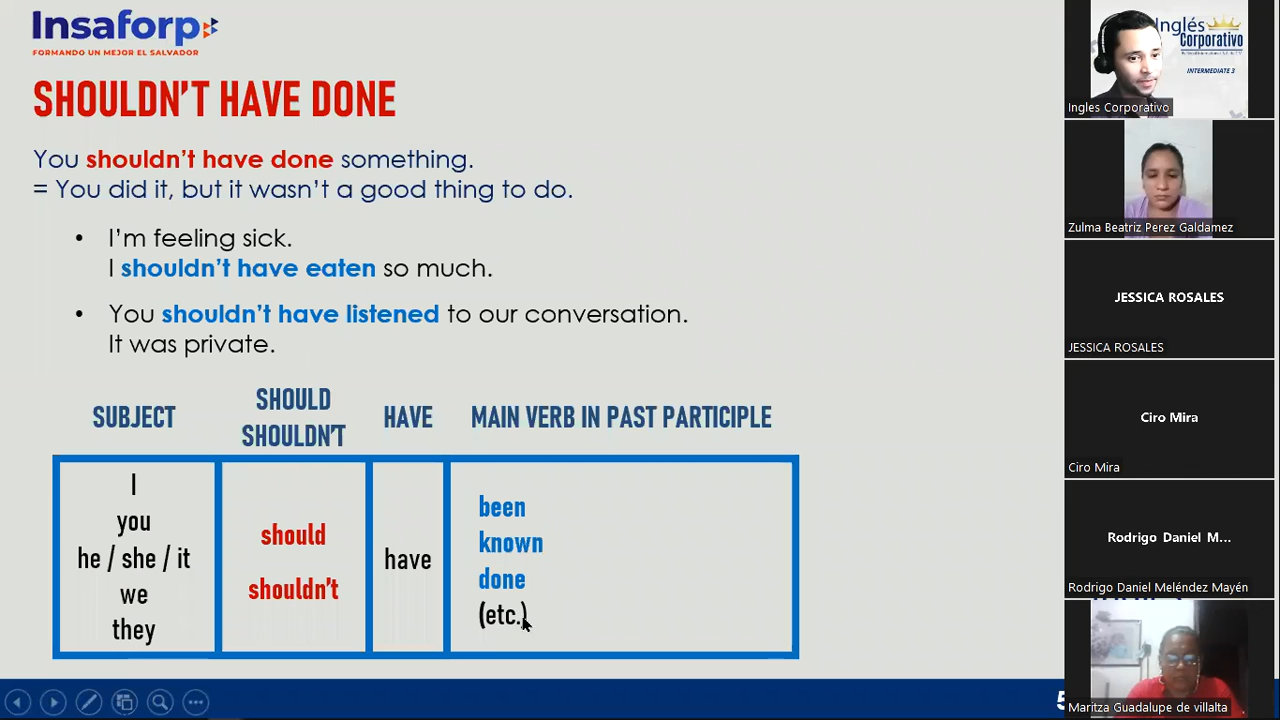 Insaforp
FORMANDO UN MEJOR EL SALVADOR
SHOULDN'T HAVE DONE
You shouldn't have done something.
= You did it, but it wasn't a good thing to do.
• I'm feeling sick.
I shouldn't have eaten so much.
• You shouldn't have listened to our conversation.
It was private.
SUBJECT
SHOULD
SHOULDN'T
HAVE
MAIN VERB IN PAST PARTICIPLE
I
you
he / she / it
we
they
should
shouldn't
have
been
known
done
(etc.)
5
Inglés
Corporativo
INTERMEDIATE 3
Ingles Corporativo
Zulma Beatriz Perez Galdamez
JESSICA ROSALES
JESSICA ROSALES
Ciro Mira
Ciro Mira
Rodrigo Daniel M...
Rodrigo Daniel Meléndez Mayén
Maritza Guadalupe de villalta